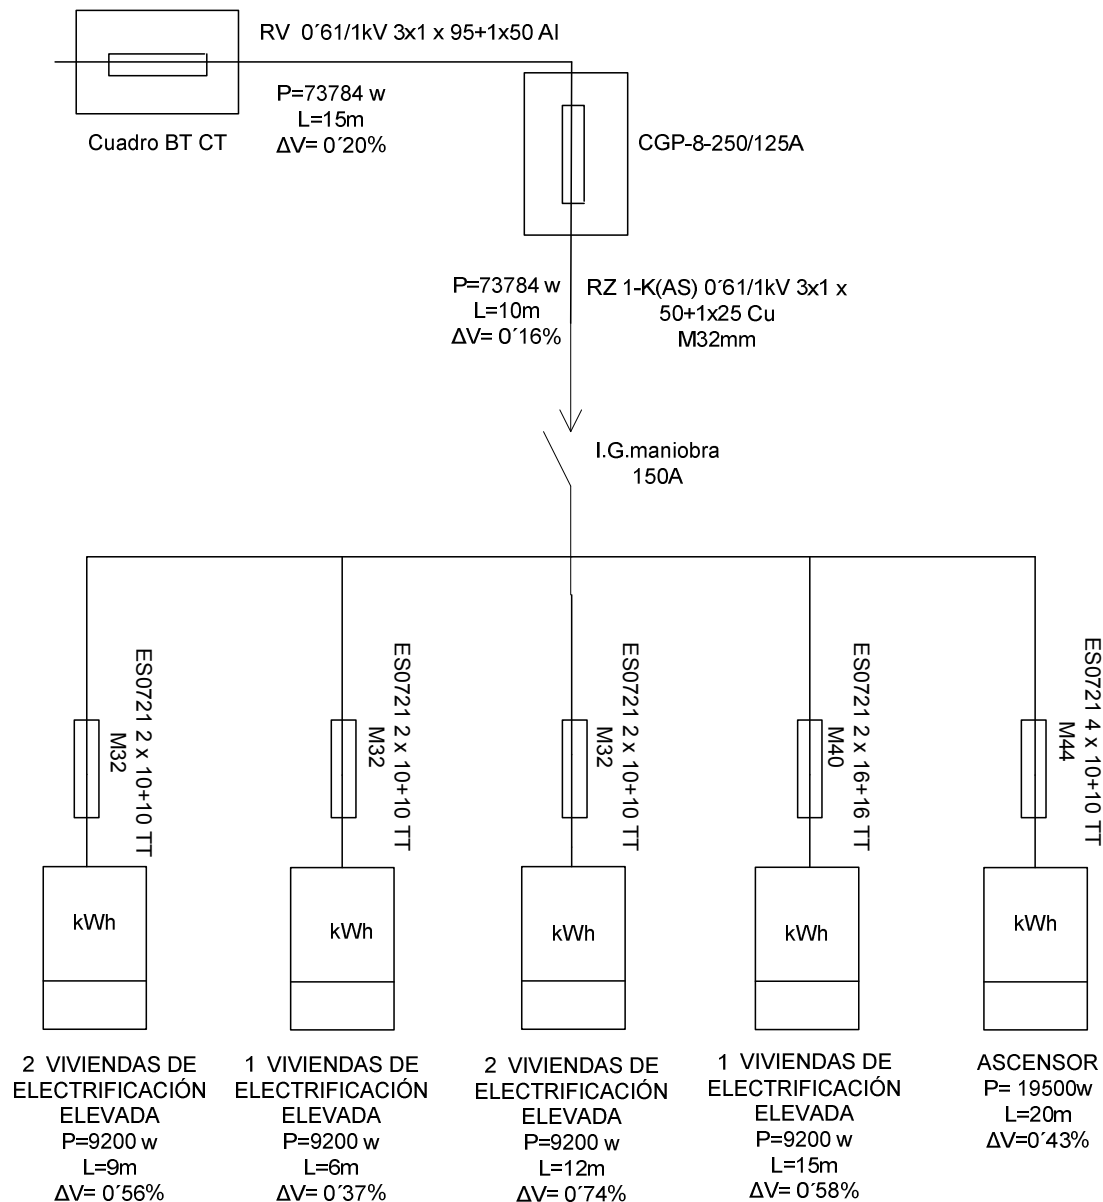 RV 0´61/1kV 3x1 x 95+1x50 Al
P=73784 w
L=15m
ΔV= 0´20%
Cuadro BT CT
CGP-8-250/125A
P=73784 w
L=10m
ΔV= 0´16%
RZ 1-K(AS) 0´61/1kV 3x1 x
50+1x25 Cu
M32mm
I.G.maniobra
150A
ES0721 2 x 10+10 TT
M32
ES0721 2 x 10+10 TT
M32
ES0721 2 x 10+10 TT
M32
ES0721 2 x 16+16 TT
M40
ES0721 4 x 10+10 TT
M44
kWh
kWh
kWh
kWh
kWh
2 VIVIENDAS DE
ELECTRIFICACIÓN
ELEVADA
P=9200 w
L=9m
ΔV= 0´56%
1 VIVIENDAS DE
ELECTRIFICACIÓN
ELEVADA
P=9200 w
L=6m
ΔV= 0´37%
2 VIVIENDAS DE
ELECTRIFICACIÓN
ELEVADA
P=9200 w
L=12m
ΔV= 0´74%
1 VIVIENDAS DE
ELECTRIFICACIÓN
ELEVADA
P=9200 w
L=15m
ΔV= 0´58%
ASCENSOR
P= 19500w
L=20m
ΔV=0´43%